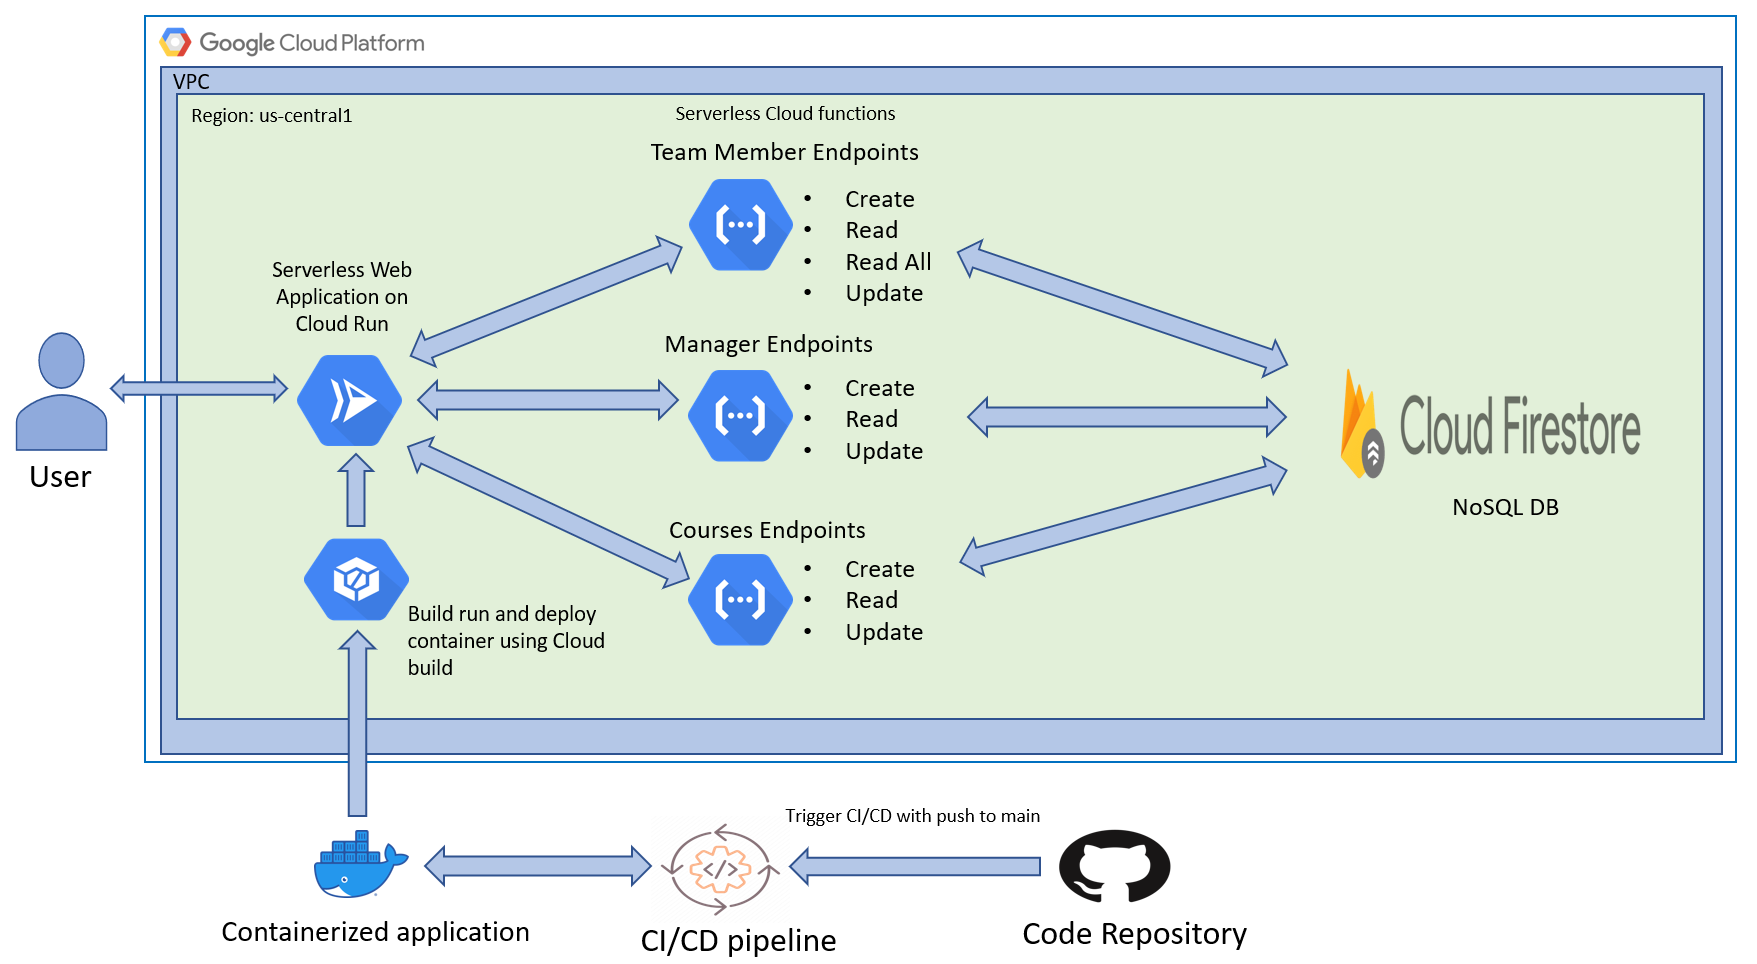 Google Cloud Platform
VPC
Region: us-central1
Serverless Cloud functions
Team Member Endpoints
• Create
• Read
• Read All
• Update
Serverless Web
Application on
Cloud Run
Manager Endpoints
• Create
• Read
• Update
User
Cloud Firestore
NoSQL DB
Courses Endpoints
• Create
• Read
• Update
Build run and deploy
container using Cloud
build
Trigger CI/CD with push to main
</>
Containerized application
CI/CD pipeline
Code Repository